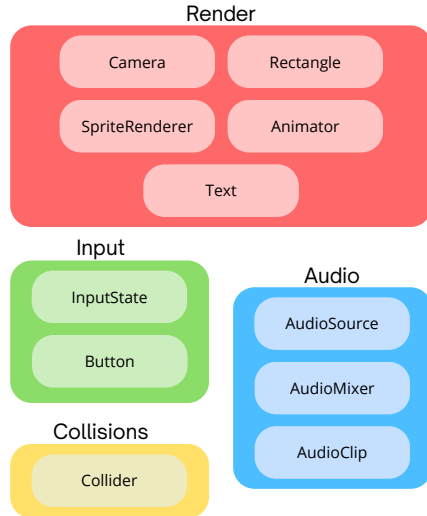 Render
Camera
Rectangle
SpriteRenderer
Animator
Text
Input
InputState
Button
Audio
AudioSource
AudioMixer
AudioClip
Collisions
Collider